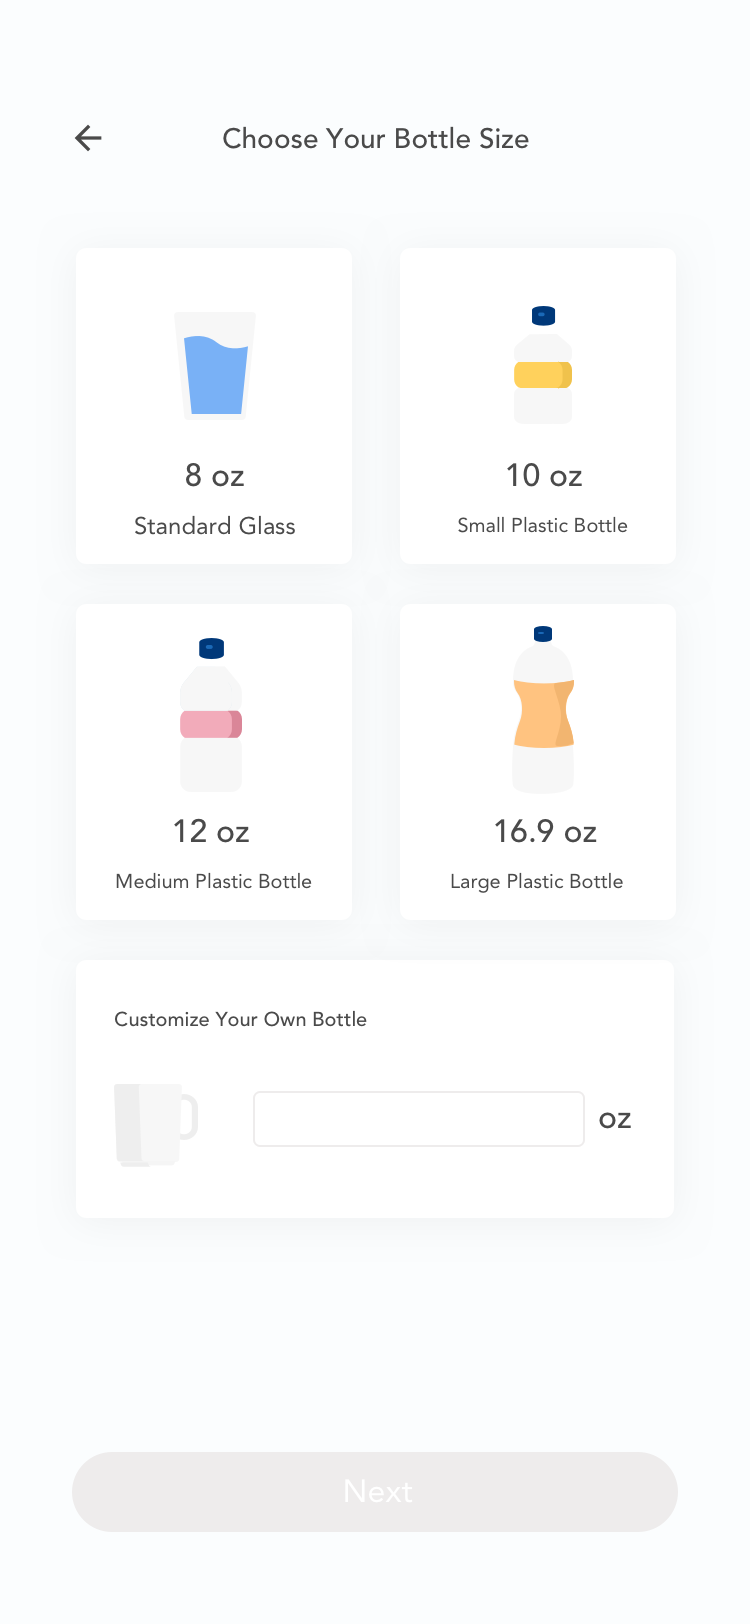 Choose Your Bottle Size
8 oz
Standard Glass
10 oz
Small Plastic Bottle
12 oz
Medium Plastic Bottle
16.9 oz
Large Plastic Bottle
Customize Your Own Bottle
oz
Next